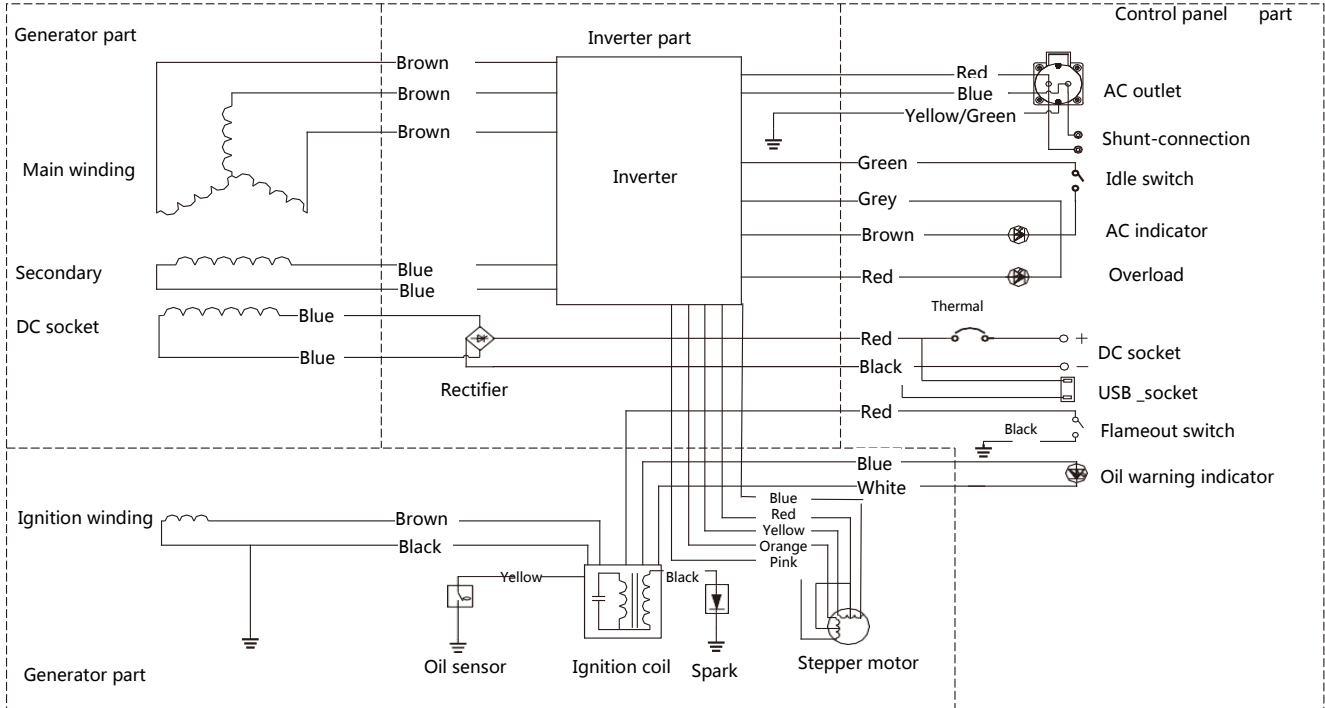 Control panel part
Generator part
Inverter part
Brown
Red
Brown
Blue
AC outlet
Yellow/Green
Brown
Shunt-connection
Main winding
Green
Inverter
Idle switch
Grey
Brown
AC indicator
Secondary
Blue
Red
Overload
Blue
Thermal
DC socket
Blue
Red
+
DC socket
Blue
Black
−
Rectifier
USB _socket
Red
Black
Flameout switch
Blue
Oil warning indicator
White
Blue
Ignition winding
Brown
Red
Yellow
Black
Orange
Pink
Yellow
Black
Oil sensor
Ignition coil
Spark
Stepper motor
Generator part